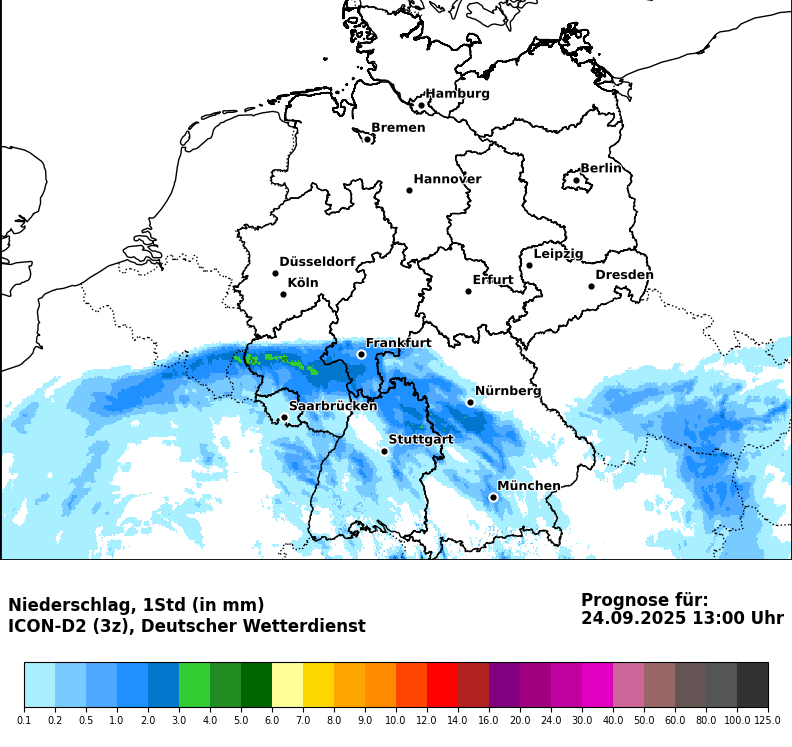 Hamburg
Bremen
Berlin
Hannover
Leipzig
Düsseldorf
Dresden
Köln
Erfurt
Frankfurt
Nürnberg
Saarbrücken
Stuttgart
München
Niederschlag, 1Std (in mm)
ICON-D2 (3z), Deutscher Wetterdienst
Prognose für:
24.09.2025 13:00 Uhr
0.1 0.2 0.5 1.0 2.0 3.0 4.0 5.0 6.0 7.0 8.0 9.0 10.0 12.0 14.0 16.0 20.0 24.0 30.0 40.0 50.0 60.0 80.0 100.0 125.0